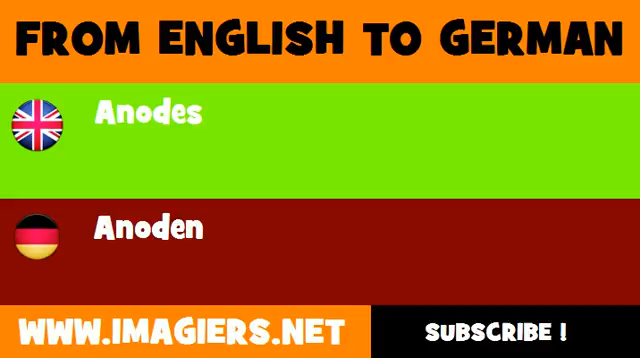 FROM ENGLISH TO GERMAN
Anodes
Anoden
WWW.IMAGIERS.NET
SUBSCRIBE !